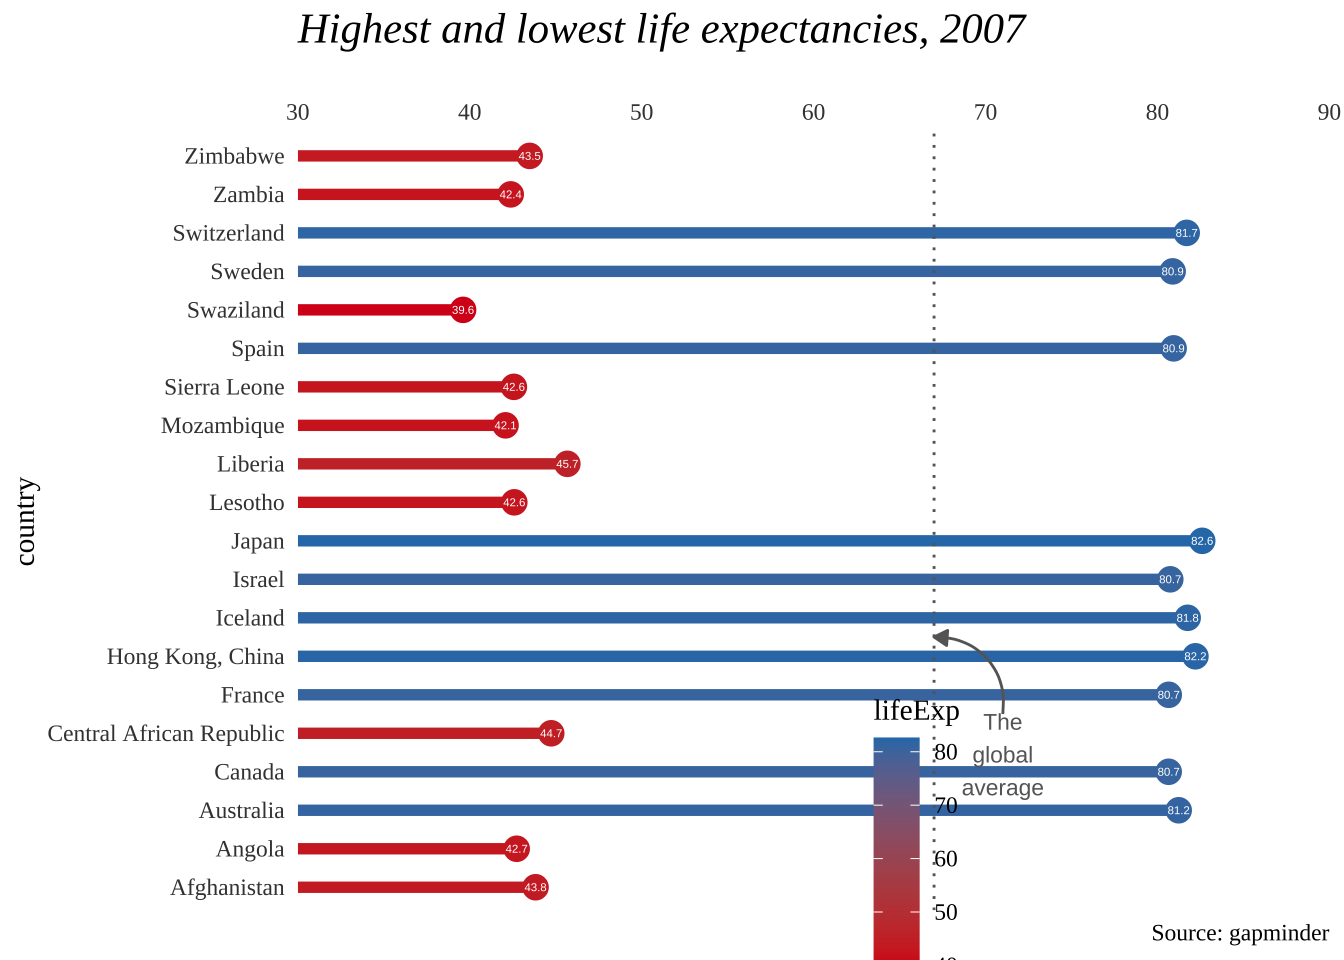 Highest and lowest life expectancies, 2007
30 40 50 60 70 80 90
Zimbabwe 43.5
Zambia 42.4
Switzerland 81.7
Sweden 80.9
Swaziland 39.6
Spain 80.9
Sierra Leone 42.6
Mozambique 42.1
Liberia 45.7
Lesotho 42.6
country
Japan 82.6
Israel 80.7
Iceland 81.8
Hong Kong, China 82.2
France 80.7
Central African Republic 44.7
Canada 80.7
Australia 81.2
Angola 42.7
Afghanistan 43.8
lifeExp
80
70
60
50
The
global
average
Source: gapminder